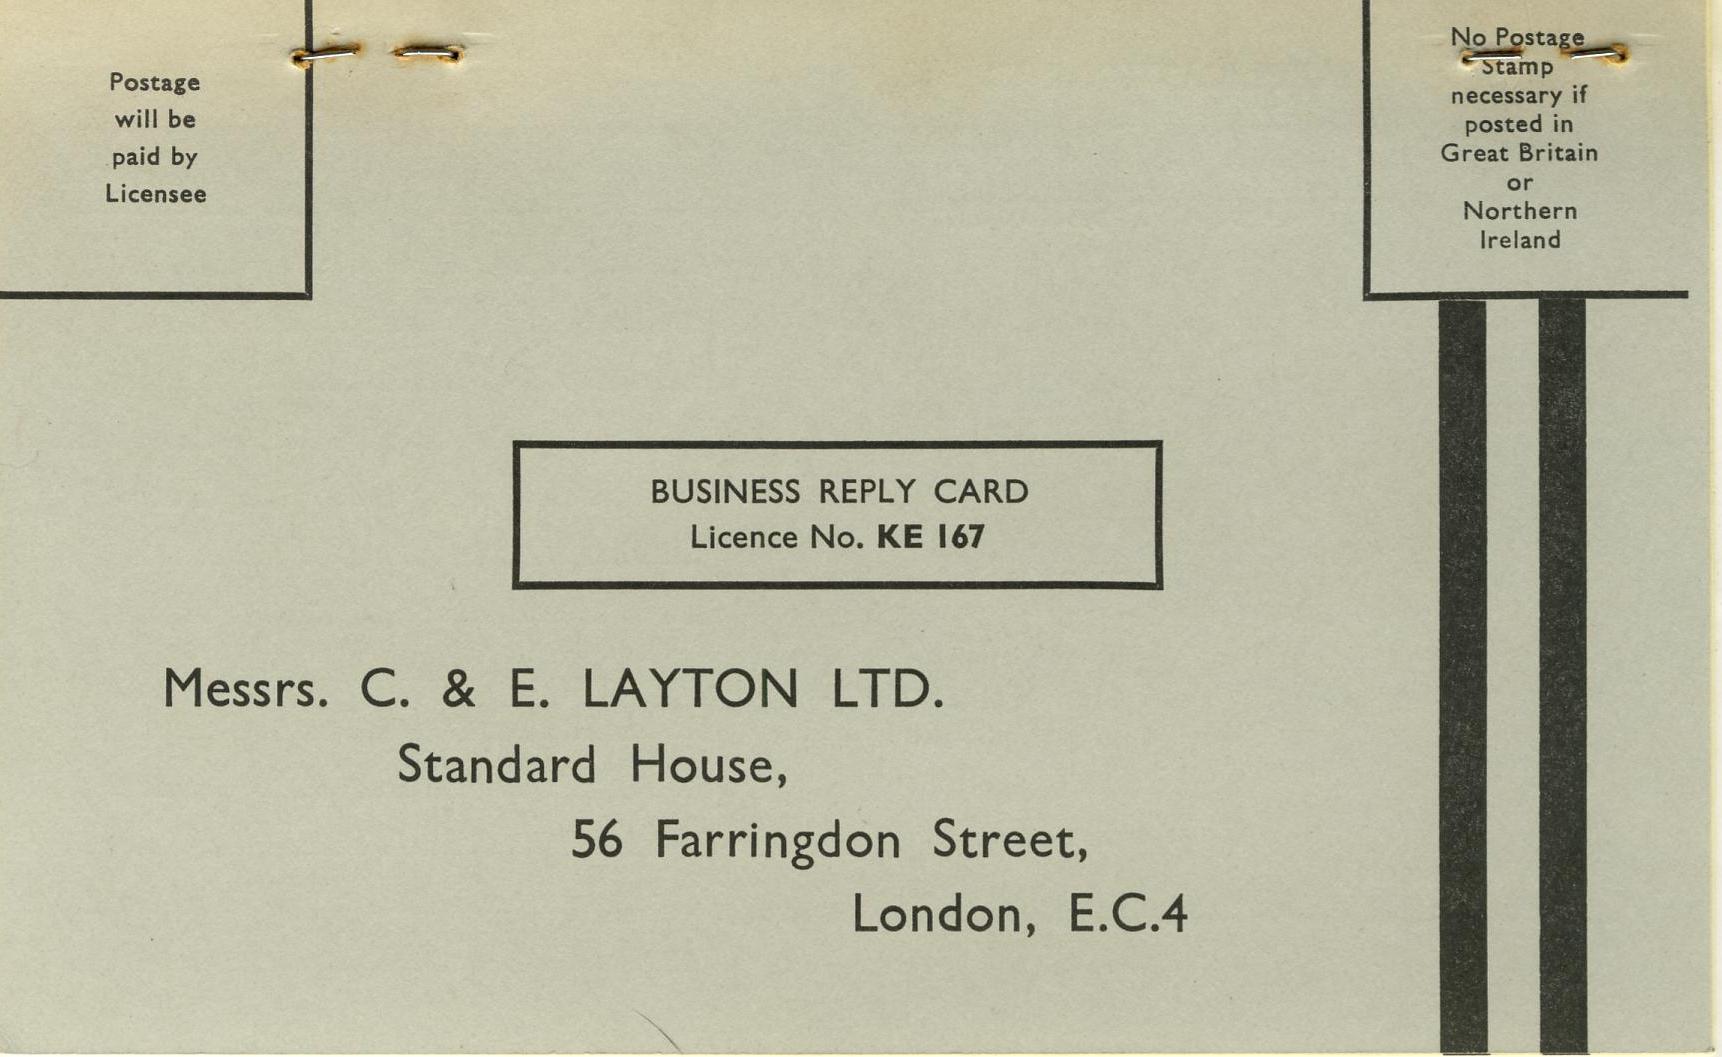 Postage
will be
paid by
Licensee
No Postage
Stamp
necessary if
posted in
Great Britain
or
Northern
Ireland
BUSINESS REPLY CARD
Licence No. KE 167
Messrs. C. & E. LAYTON LTD.
Standard House,
56 Farringdon Street,
London, E.C.4